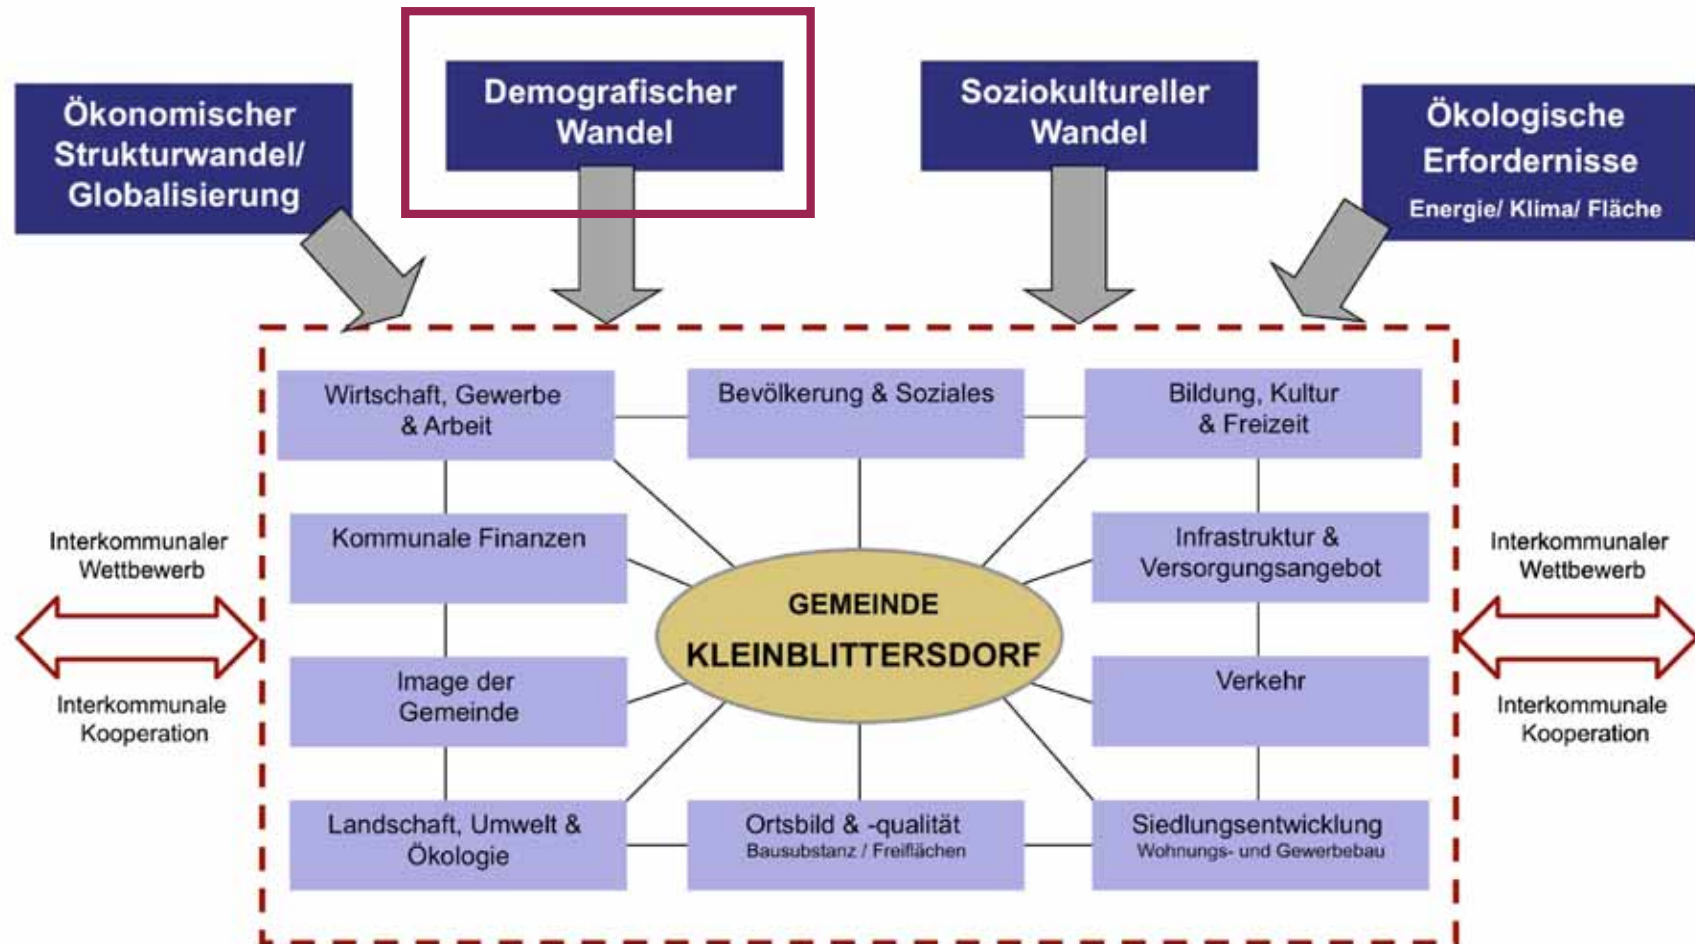 Ökonomischer
Strukturwandel/
Globalisierung
Demografischer
Wandel
Soziokultureller
Wandel
Ökologische
Erfordernisse
Energie/ Klima/ Fläche
Wirtschaft, Gewerbe
& Arbeit
Bevölkerung & Soziales
Bildung, Kultur
& Freizeit
Kommunale Finanzen
Infrastruktur &
Versorgungsangebot
Interkommunaler
Wettbewerb
Interkommunale
Kooperation
GEMEINDE
KLEINBLITTERSDORF
Interkommunaler
Wettbewerb
Interkommunale
Kooperation
Image der
Gemeinde
Verkehr
Landschaft, Umwelt &
Ökologie
Ortsbild & -qualität
Bausubstanz / Freiflächen
Siedlungsentwicklung
Wohnungs- und Gewerbebau